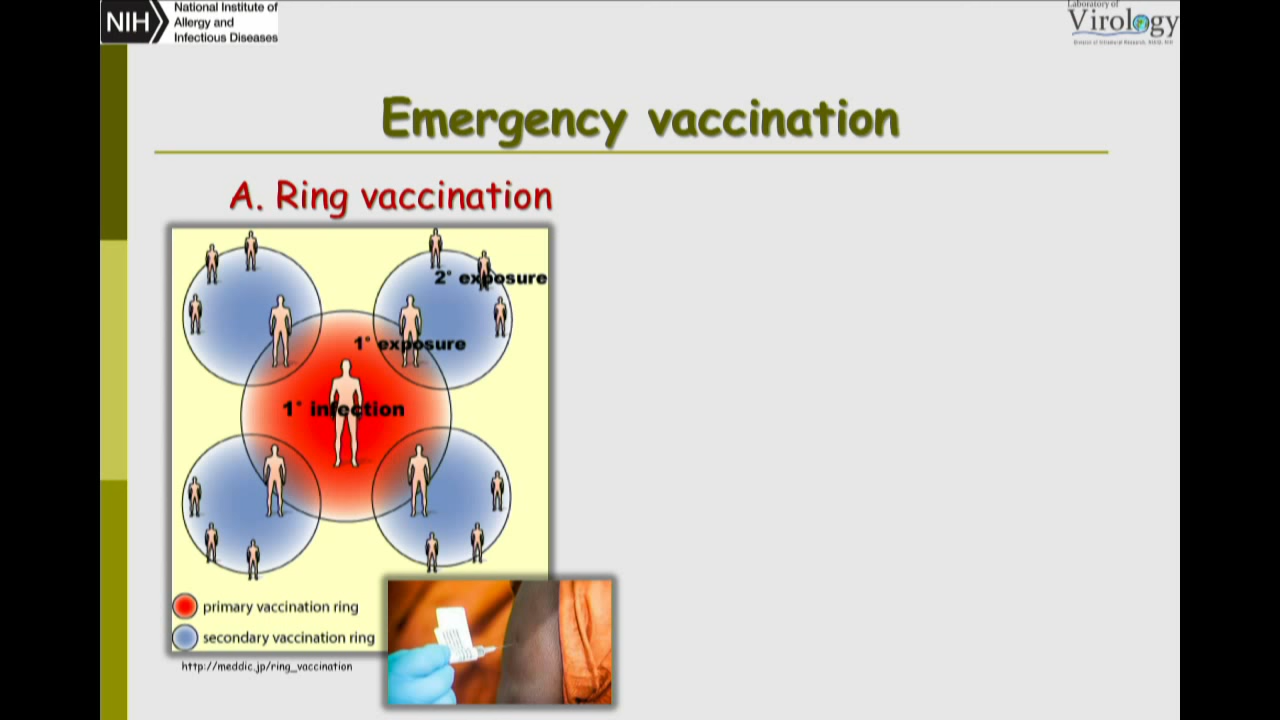 NIH
National Institute of
Allergy and
Infectious Diseases
Laboratory of
Virology
Emergency vaccination
A. Ring vaccination
2° exposure
1° exposure
1° infection
primary vaccination ring
secondary vaccination ring
http://meddic.jp/ring_vaccination